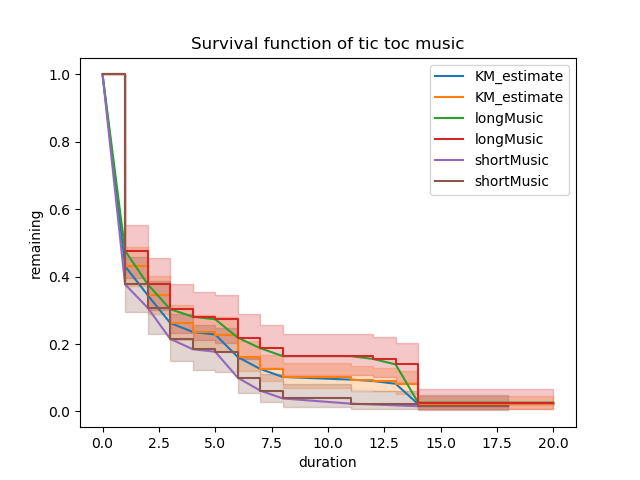 Survival function of tic toc music
KM_estimate
KM_estimate
longMusic
longMusic
shortMusic
shortMusic
1.0
0.8
0.6
0.4
0.2
0.0
remaining
0.0 2.5 5.0 7.5 10.0 12.5 15.0 17.5 20.0
duration